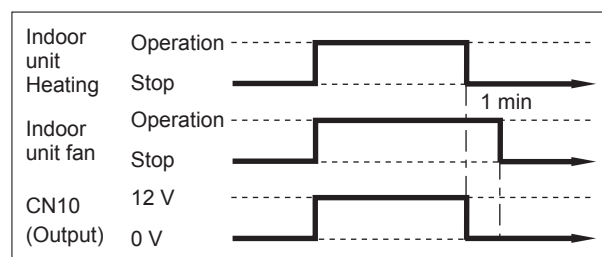 Indoor
unit
Heating
Operation
Stop
1 min
Indoor
unit fan
Operation
Stop
CN10
(Output)
12 V
0 V